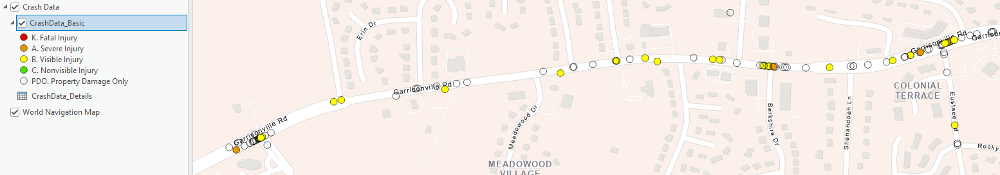 Crash Data
CrashData_Basic
K. Fatal Injury
A. Severe Injury
B. Visible Injury
C. Nonvisible Injury
PDO. Property Damage Only
CrashData_Details
World Navigation Map
Erin Dr
Garrisonville Rd
Garrisonville Rd
Garrisonville Rd
Garrison
Meadowood Dr
MEADOWOOD
VILLAGE
Berkshire Dr
Shenandoah Ln
COLONIAL
TERRACE
Eustace
Rocky